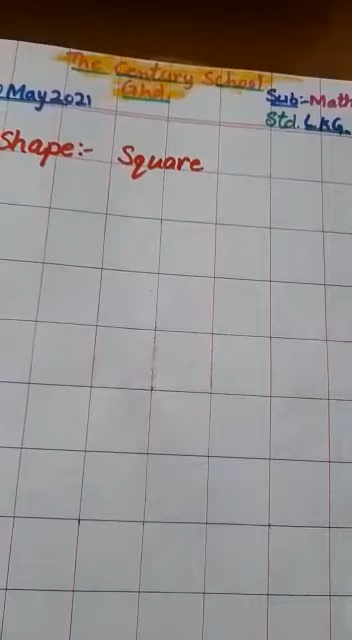 The Century School
Ghd.
May 2021
Sub:- Math
Std. LKG.
Shape:- Square